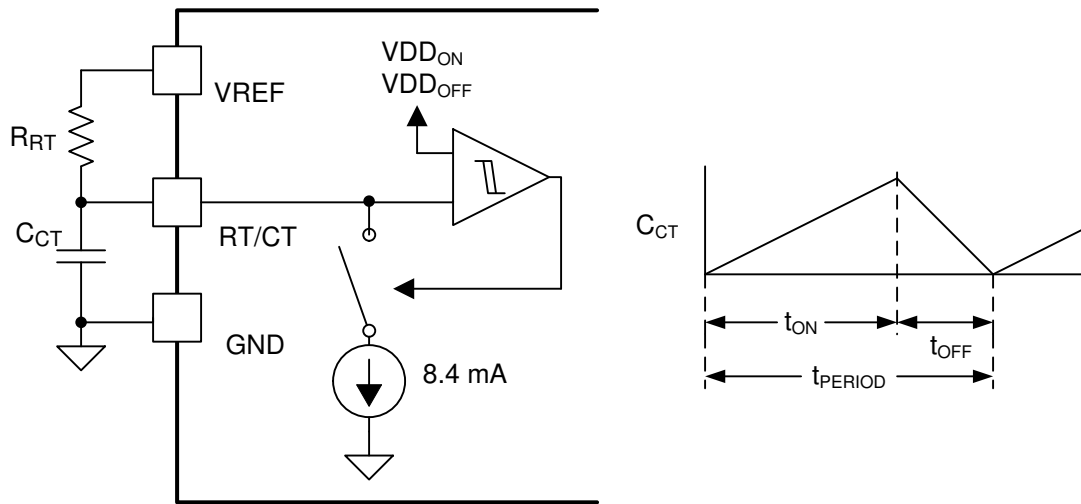 VDD_ON
VDD_OFF
VREF
R_RT
RT/CT
C_CT
GND
8.4 mA
C_CT
t_ON
t_OFF
t_PERIOD